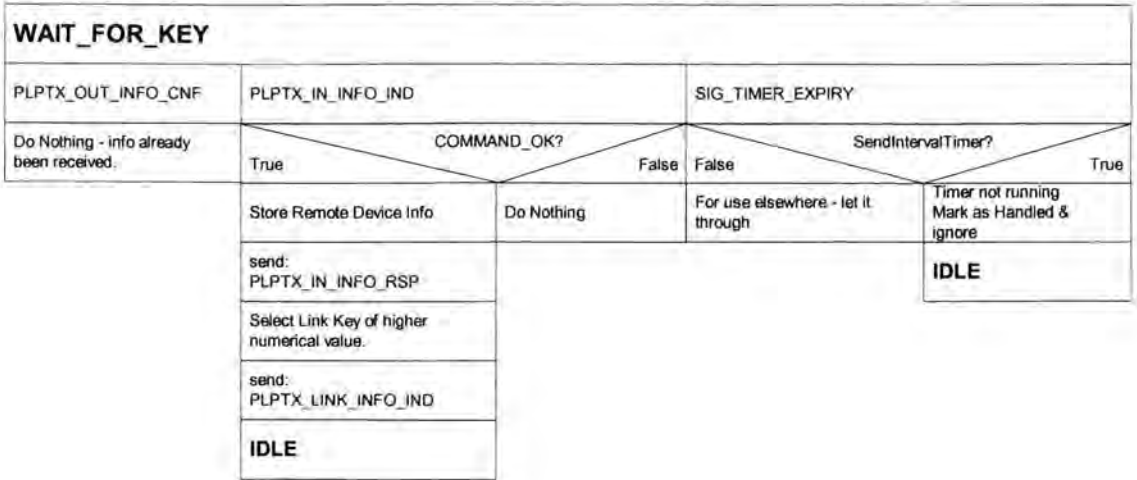 WAIT_FOR_KEY
PLPTX_OUT_INFO_CNF
PLPTX_IN_INFO_IND
SIG_TIMER_EXPIRY
Do Nothing - info already
been received.
COMMAND_OK?
True
False
SendIntervalTimer?
False
True
Store Remote Device Info
Do Nothing
For use elsewhere - let it
through
Timer not running
Mark as Handled &
ignore
send:
PLPTX_IN_INFO_RSP
IDLE
Select Link Key of higher
numerical value.
send:
PLPTX_LINK_INFO_IND
IDLE